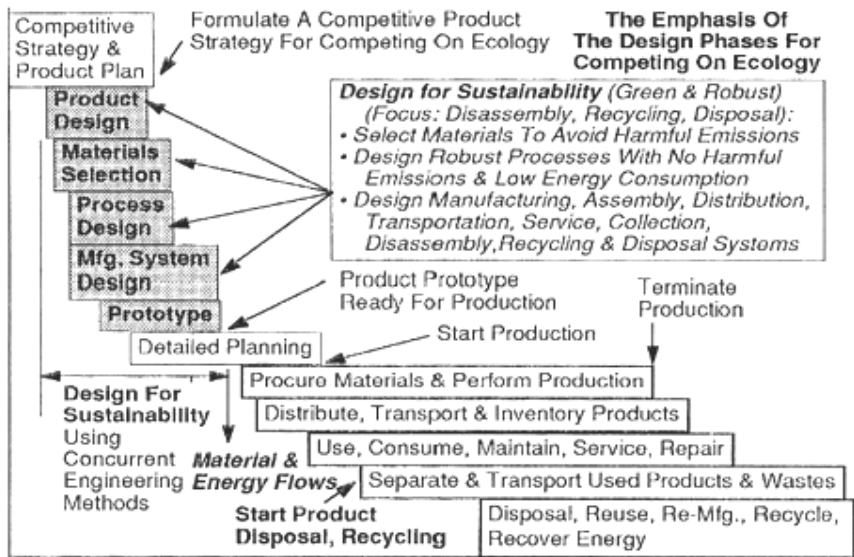 Competitive
Strategy &
Product Plan
Formulate A Competitive Product
Strategy For Competing On Ecology
The Emphasis Of
The Design Phases For
Competing On Ecology
Product
Design
Materials
Selection
Process
Design
Mfg. System
Design
Prototype
Design for Sustainability (Green & Robust)
(Focus: Disassembly, Recycling, Disposal):
• Select Materials To Avoid Harmful Emissions
• Design Robust Processes With No Harmful
Emissions & Low Energy Consumption
• Design Manufacturing, Assembly, Distribution,
Transportation, Service, Collection,
Disassembly,Recycling & Disposal Systems
Product Prototype
Ready For Production
Terminate
Production
Start Production
Detailed Planning
Procure Materials & Perform Production
Distribute, Transport & Inventory Products
Use, Consume, Maintain, Service, Repair
Separate & Transport Used Products & Wastes
Disposal, Reuse, Re-Mfg., Recycle,
Recover Energy
Design For
Sustainability
Using
Concurrent
Engineering
Methods
Material &
Energy Flows
Start Product
Disposal, Recycling